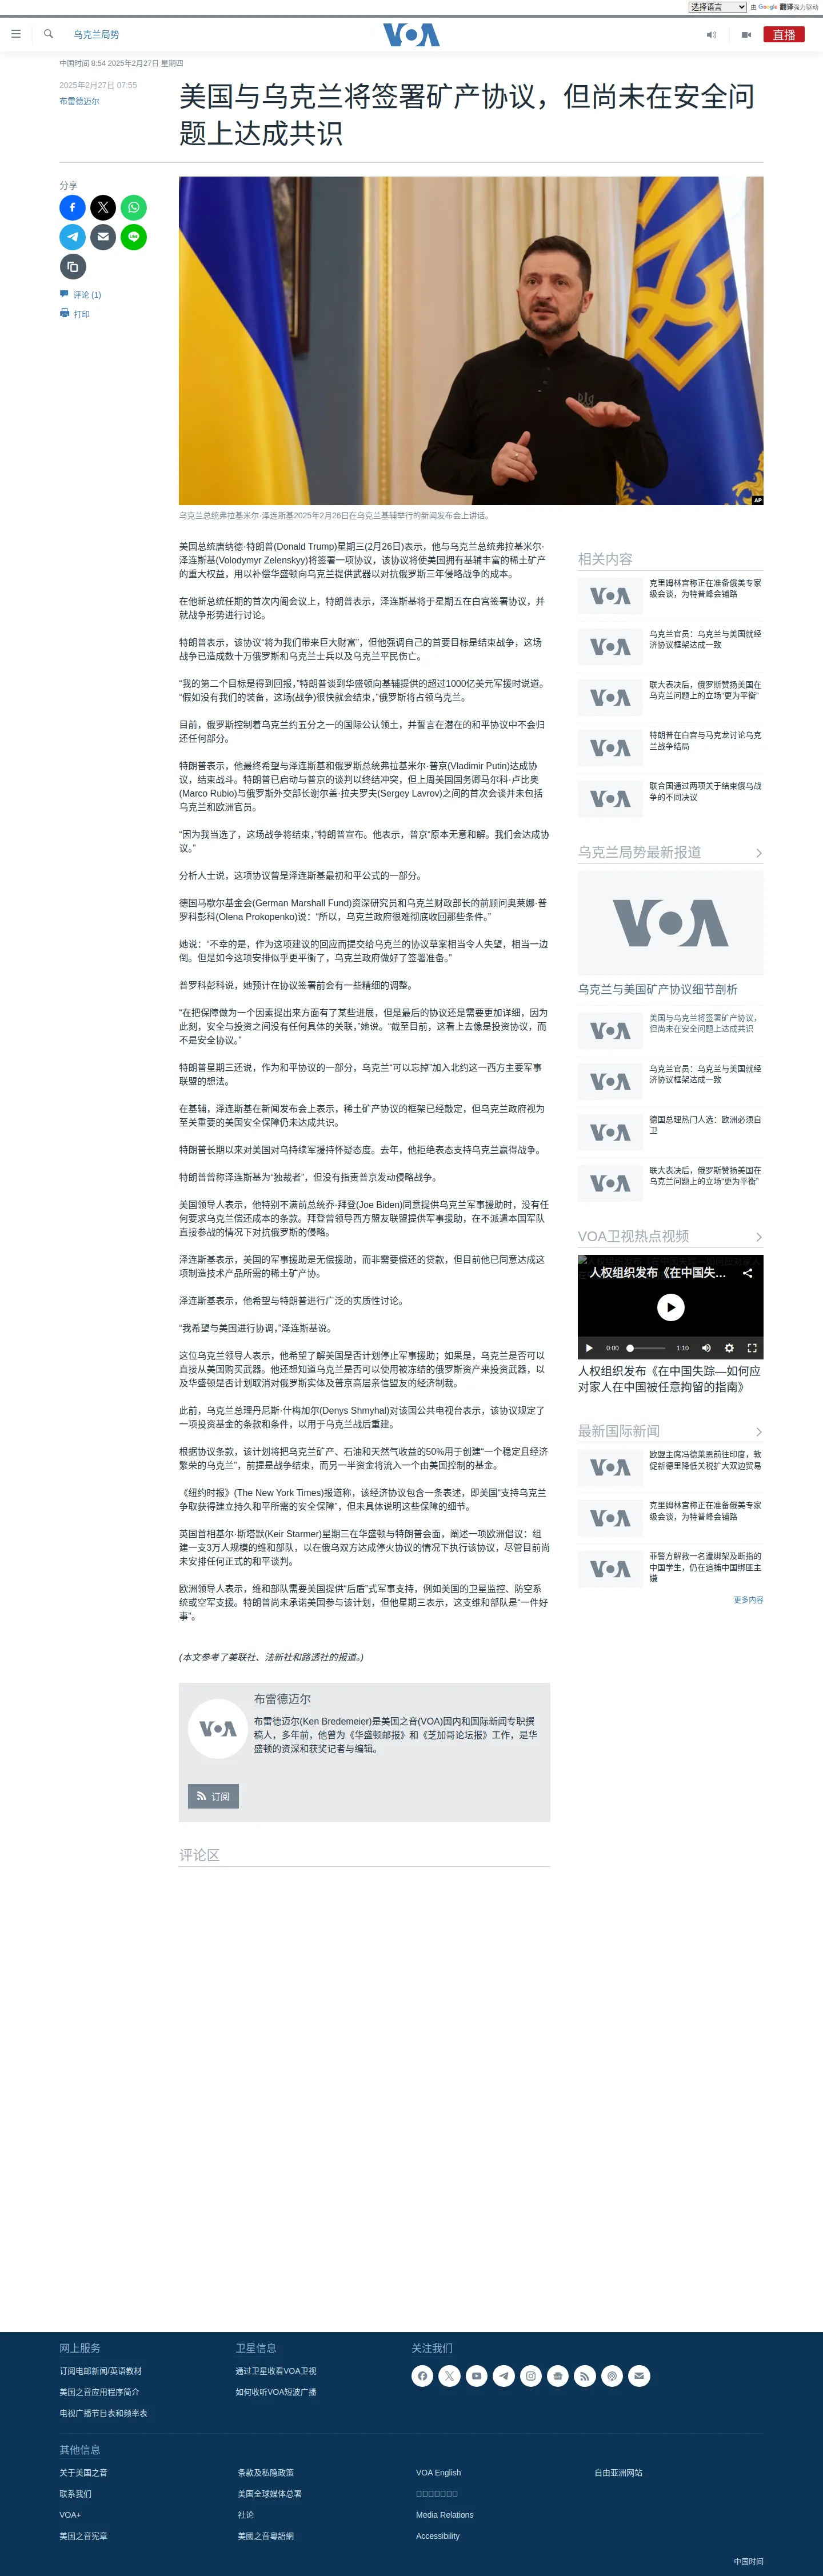 选择语言 由 Google 翻译强力驱动
乌克兰局势
VOA
直播
中国时间 8:54 2025年2月27日 星期四
2025年2月27日 07:55
布雷德迈尔
美国与乌克兰将签署矿产协议，但尚未在安全问
题上达成共识
分享
评论 (1)
打印
AP
乌克兰总统弗拉基米尔·泽连斯基2025年2月26日在乌克兰基辅举行的新闻发布会上讲话。
美国总统唐纳德·特朗普(Donald Trump)星期三(2月26日)表示，他与乌克兰总统弗拉基米尔·
泽连斯基(Volodymyr Zelenskyy)将签署一项协议，该协议将使美国拥有基辅丰富的稀土矿产
的重大权益，用以补偿华盛顿向乌克兰提供武器以对抗俄罗斯三年侵略战争的成本。
在他新总统任期的首次内阁会议上，特朗普表示，泽连斯基将于星期五在白宫签署协议，并
就战争形势进行讨论。
特朗普表示，该协议“将为我们带来巨大财富”，但他强调自己的首要目标是结束战争，这场
战争已造成数十万俄罗斯和乌克兰士兵以及乌克兰平民伤亡。
“我的第二个目标是得到回报，”特朗普谈到华盛顿向基辅提供的超过1000亿美元军援时说道。
“假如没有我们的装备，这场(战争)很快就会结束，”俄罗斯将占领乌克兰。
目前，俄罗斯控制着乌克兰约五分之一的国际公认领土，并誓言在潜在的和平协议中不会归
还任何部分。
特朗普表示，他最终希望与泽连斯基和俄罗斯总统弗拉基米尔·普京(Vladimir Putin)达成协
议，结束战斗。特朗普已启动与普京的谈判以终结冲突，但上周美国国务卿马尔科·卢比奥
(Marco Rubio)与俄罗斯外交部长谢尔盖·拉夫罗夫(Sergey Lavrov)之间的首次会谈并未包括
乌克兰和欧洲官员。
“因为我当选了，这场战争将结束，”特朗普宣布。他表示，普京“原本无意和解。我们会达成协
议。”
分析人士说，这项协议曾是泽连斯基最初和平公式的一部分。
德国马歇尔基金会(German Marshall Fund)资深研究员和乌克兰财政部长的前顾问奥莱娜·普
罗科彭科(Olena Prokopenko)说：“所以，乌克兰政府很难彻底收回那些条件。”
她说：“不幸的是，作为这项建议的回应而提交给乌克兰的协议草案相当令人失望，相当一边
倒。但是如今这项安排似乎更平衡了，乌克兰政府做好了签署准备。”
普罗科彭科说，她预计在协议签署前会有一些精细的调整。
“在把保障做为一个因素提出来方面有了某些进展，但是最后的协议还是需要更加详细，因为
此刻，安全与投资之间没有任何具体的关联，”她说。“截至目前，这看上去像是投资协议，而
不是安全协议。”
特朗普星期三还说，作为和平协议的一部分，乌克兰“可以忘掉”加入北约这一西方主要军事
联盟的想法。
在基辅，泽连斯基在新闻发布会上表示，稀土矿产协议的框架已经敲定，但乌克兰政府视为
至关重要的美国安全保障仍未达成共识。
特朗普长期以来对美国对乌持续军援持怀疑态度。去年，他拒绝表态支持乌克兰赢得战争。
特朗普曾称泽连斯基为“独裁者”，但没有指责普京发动侵略战争。
美国领导人表示，他特别不满前总统乔·拜登(Joe Biden)同意提供乌克兰军事援助时，没有任
何要求乌克兰偿还成本的条款。拜登曾领导西方盟友联盟提供军事援助，在不派遣本国军队
直接参战的情况下对抗俄罗斯的侵略。
泽连斯基表示，美国的军事援助是无偿援助，而非需要偿还的贷款，但目前他已同意达成这
项制造技术产品所需的稀土矿产协。
泽连斯基表示，他希望与特朗普进行广泛的实质性讨论。
“我希望与美国进行协调，”泽连斯基说。
这位乌克兰领导人表示，他希望了解美国是否计划停止军事援助；如果是，乌克兰是否可以
直接从美国购买武器。他还想知道乌克兰是否可以使用被冻结的俄罗斯资产来投资武器，以
及华盛顿是否计划取消对俄罗斯实体及普京高层亲信盟友的经济制裁。
此前，乌克兰总理丹尼斯·什梅加尔(Denys Shmyhal)对该国公共电视台表示，该协议规定了
一项投资基金的条款和条件，以用于乌克兰战后重建。
根据协议条款，该计划将把乌克兰矿产、石油和天然气收益的50%用于创建“一个稳定且经济
繁荣的乌克兰”，前提是战争结束，而另一半资金将流入一个由美国控制的基金。
《纽约时报》(The New York Times)报道称，该经济协议包含一条表述，即美国“支持乌克兰
争取获得建立持久和平所需的安全保障”，但未具体说明这些保障的细节。
英国首相基尔·斯塔默(Keir Starmer)星期三在华盛顿与特朗普会面，阐述一项欧洲倡议：组
建一支3万人规模的维和部队，以在俄乌双方达成停火协议的情况下执行该协议，尽管目前尚
未安排任何正式的和平谈判。
欧洲领导人表示，维和部队需要美国提供“后盾”式军事支持，例如美国的卫星监控、防空系
统或空军支援。特朗普尚未承诺美国参与该计划，但他星期三表示，这支维和部队是“一件好
事”。
(本文参考了美联社、法新社和路透社的报道。)
VOA
布雷德迈尔
布雷德迈尔(Ken Bredemeier)是美国之音(VOA)国内和国际新闻专职撰
稿人，多年前，他曾为《华盛顿邮报》和《芝加哥论坛报》工作，是华
盛顿的资深和获奖记者与编辑。
订阅
评论区
相关内容
VOA
克里姆林宫称正在准备俄美专家
级会谈，为特普峰会铺路
VOA
乌克兰官员：乌克兰与美国就经
济协议框架达成一致
VOA
联大表决后，俄罗斯赞扬美国在
乌克兰问题上的立场“更为平衡”
VOA
特朗普在白宫与马克龙讨论乌克
兰战争结局
VOA
联合国通过两项关于结束俄乌战
争的不同决议
乌克兰局势最新报道
VOA
乌克兰与美国矿产协议细节剖析
VOA
美国与乌克兰将签署矿产协议，
但尚未在安全问题上达成共识
VOA
乌克兰官员：乌克兰与美国就经
济协议框架达成一致
VOA
德国总理热门人选：欧洲必须自
卫
VOA
联大表决后，俄罗斯赞扬美国在
乌克兰问题上的立场“更为平衡”
VOA卫视热点视频
人权组织发布《在中国失...
0:00 1:10
人权组织发布《在中国失踪—如何应
对家人在中国被任意拘留的指南》
最新国际新闻
VOA
欧盟主席冯德莱恩前往印度，敦
促新德里降低关税扩大双边贸易
VOA
克里姆林宫称正在准备俄美专家
级会谈，为特普峰会铺路
VOA
菲警方解救一名遭绑架及断指的
中国学生，仍在追捕中国绑匪主
嫌
更多内容
网上服务
订阅电邮新闻/英语教材
美国之音应用程序简介
电视广播节目表和频率表
卫星信息
通过卫星收看VOA卫视
如何收听VOA短波广播
关注我们
其他信息
关于美国之音
联系我们
VOA+
美国之音宪章
条款及私隐政策
美国全球媒体总署
社论
美國之音粵語網
VOA English
Media Relations
Accessibility
自由亚洲网站
中国时间